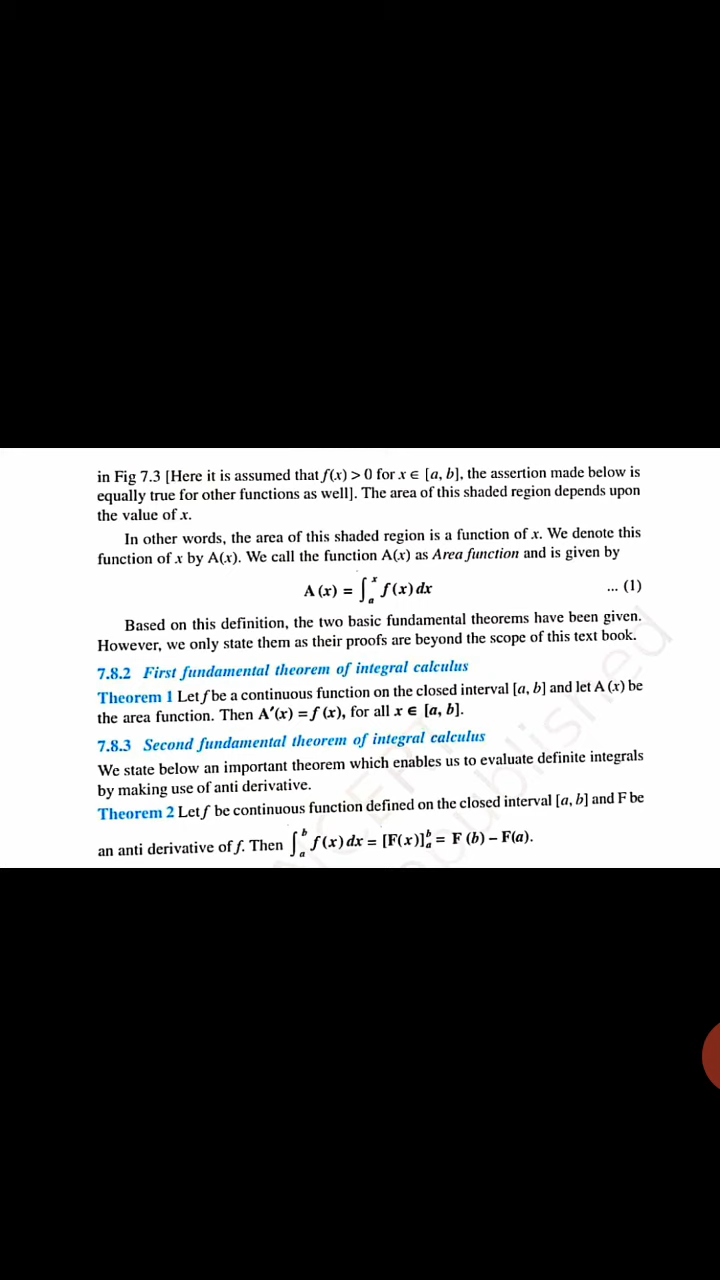 in Fig 7.3 [Here it is assumed that f(x) > 0 for x ∈ [a, b], the assertion made below is
equally true for other functions as well]. The area of this shaded region depends upon
the value of x.
In other words, the area of this shaded region is a function of x. We denote this
function of x by A(x). We call the function A(x) as Area function and is given by
A (x) = ∫ₐˣ f(x) dx ... (1)
Based on this definition, the two basic fundamental theorems have been given.
However, we only state them as their proofs are beyond the scope of this text book.
7.8.2 First fundamental theorem of integral calculus
Theorem 1 Let f be a continuous function on the closed interval [a, b] and let A (x) be
the area function. Then A′(x) = f (x), for all x ∈ [a, b].
7.8.3 Second fundamental theorem of integral calculus
We state below an important theorem which enables us to evaluate definite integrals
by making use of anti derivative.
Theorem 2 Let f be continuous function defined on the closed interval [a, b] and F be
an anti derivative of f. Then ∫ₐᵇ f(x) dx = [F(x)]ₐᵇ = F (b) – F(a).